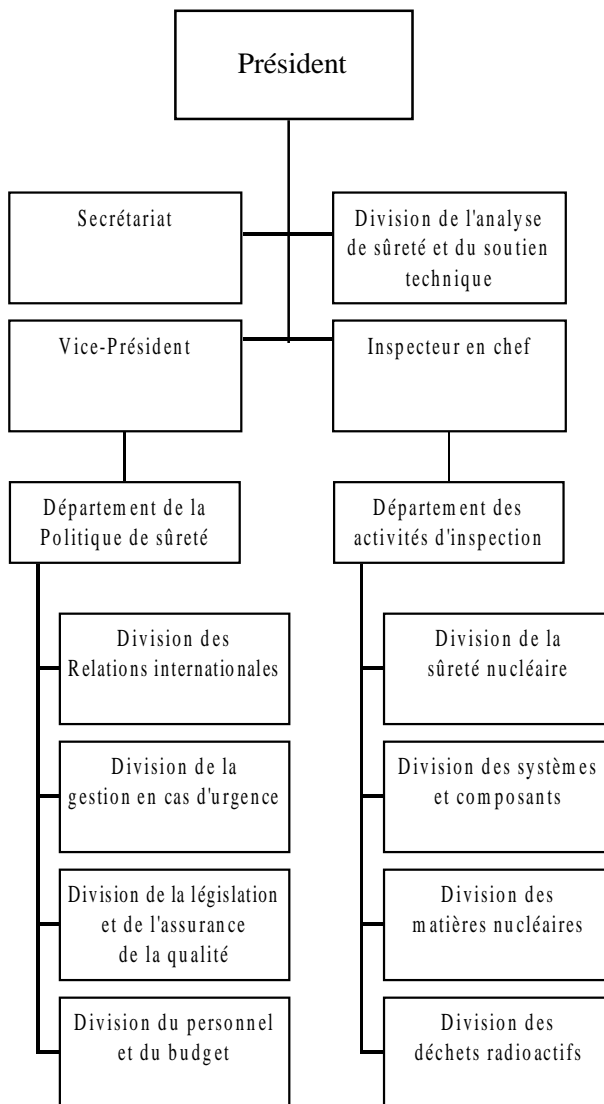 Président
Secrétariat
Division de l'analyse
de sûreté et du soutien
technique
Vice-Président
Inspecteur en chef
Département de la
Politique de sûreté
Département des
activités d'inspection
Division des
Relations internationales
Division de la
sûreté nucléaire
Division de la
gestion en cas d'urgence
Division des systèmes
et composants
Division de la législation
et de l'assurance
de la qualité
Division des
matières nucléaires
Division du personnel
et du budget
Division des
déchets radioactifs